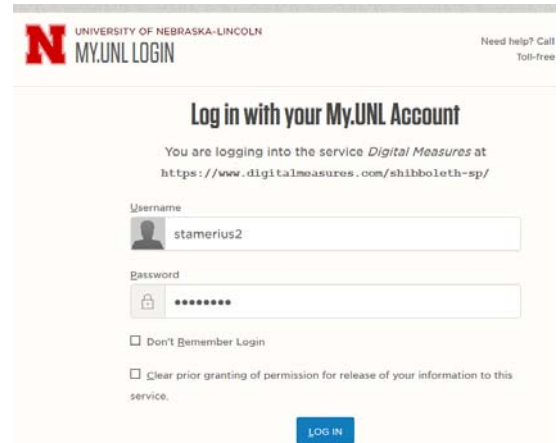 N
UNIVERSITY OF NEBRASKA-LINCOLN
MY.UNL LOGIN
Need help? Call
Toll-free
Log in with your My.UNL Account
You are logging into the service Digital Measures at
https://www.digitalmeasures.com/shibboleth-sp/
Username
stamerius2
Password
••••••••
Don't Remember Login
Clear prior granting of permission for release of your information to this
service.
LOG IN